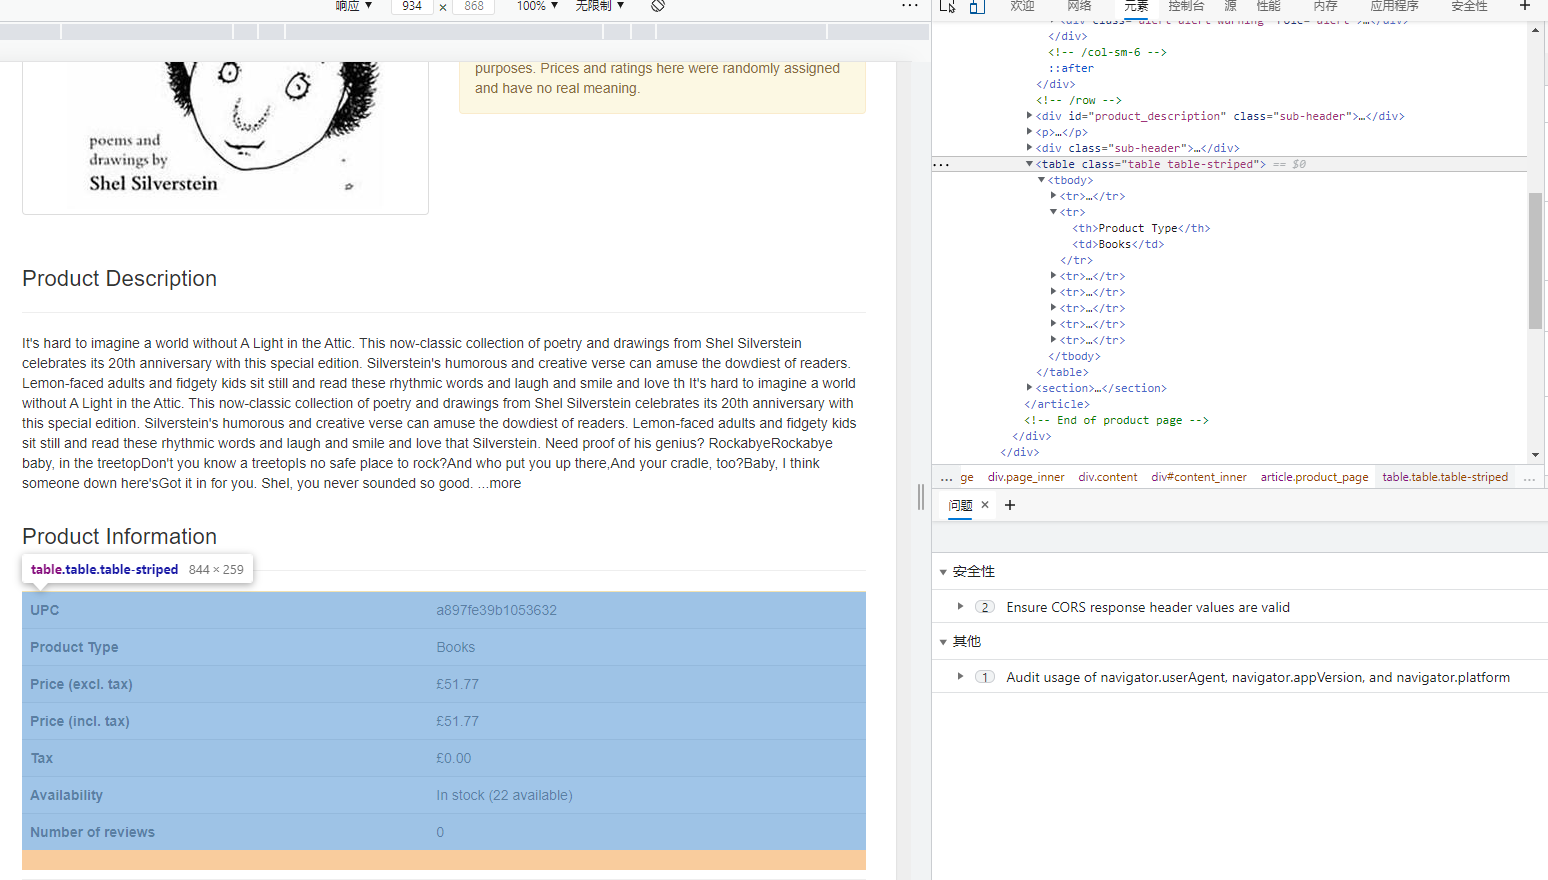 响应 ▼ 934 × 868 100% ▼ 无限制 ▼ ...
欢迎 网络 元素 控制台 源 性能 内存 应用程序 安全性 +
poems and
drawings by
Shel Silverstein
purposes. Prices and ratings here were randomly assigned
and have no real meaning.
Product Description
It's hard to imagine a world without A Light in the Attic. This now-classic collection of poetry and drawings from Shel Silverstein
celebrates its 20th anniversary with this special edition. Silverstein's humorous and creative verse can amuse the dowdiest of readers.
Lemon-faced adults and fidgety kids sit still and read these rhythmic words and laugh and smile and love th It's hard to imagine a world
without A Light in the Attic. This now-classic collection of poetry and drawings from Shel Silverstein celebrates its 20th anniversary with
this special edition. Silverstein's humorous and creative verse can amuse the dowdiest of readers. Lemon-faced adults and fidgety kids
sit still and read these rhythmic words and laugh and smile and love that Silverstein. Need proof of his genius? RockabyeRockabye
baby, in the treetopDon't you know a treetopIs no safe place to rock?And who put you up there,And your cradle, too?Baby, I think
someone down here'sGot it in for you. Shel, you never sounded so good. ...more
Product Information
table.table.table-striped 844 × 259
UPC a897fe39b1053632
Product Type Books
Price (excl. tax) £51.77
Price (incl. tax) £51.77
Tax £0.00
Availability In stock (22 available)
Number of reviews 0
<div class="alert alert-warning" role="alert">…</div>
</div>
<!-- /col-sm-6 -->
::after
</div>
<!-- /row -->
<div id="product_description" class="sub-header">…</div>
<p>…</p>
<div class="sub-header">…</div>
... <table class="table table-striped"> == $0
<tbody>
<tr>…</tr>
<tr>
<th>Product Type</th>
<td>Books</td>
</tr>
<tr>…</tr>
<tr>…</tr>
<tr>…</tr>
<tr>…</tr>
<tr>…</tr>
</tbody>
</table>
<section>…</section>
</article>
<!-- End of product page -->
</div>
</div>
... ge div.page_inner div.content div#content_inner article.product_page table.table.table-striped ...
问题 × +
安全性
2 Ensure CORS response header values are valid
其他
1 Audit usage of navigator.userAgent, navigator.appVersion, and navigator.platform